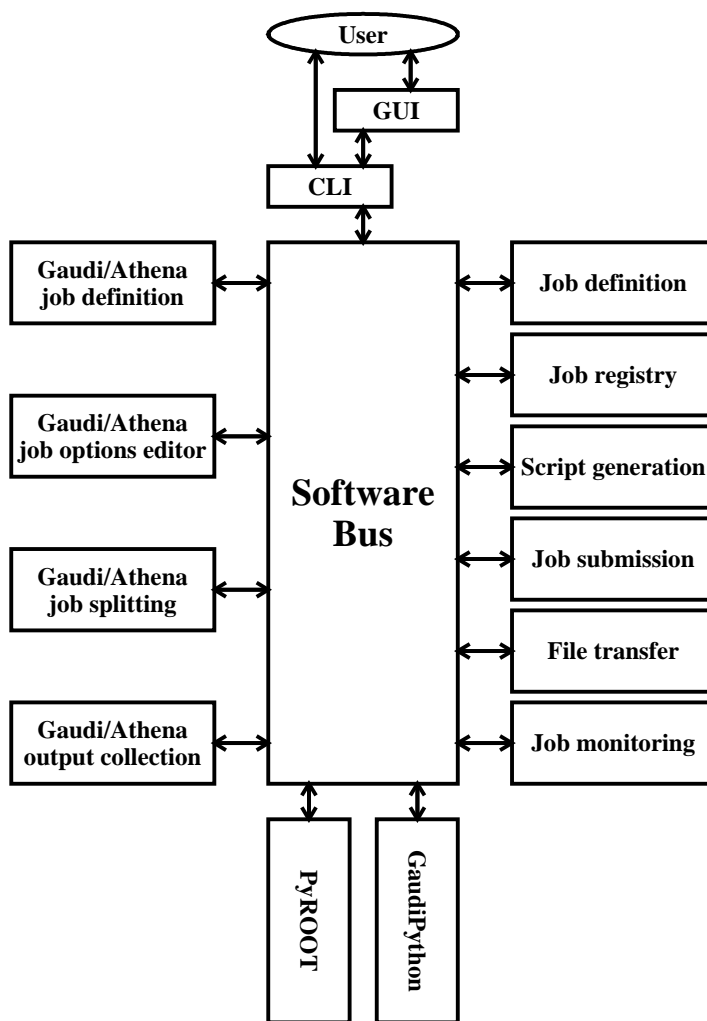 User
GUI
CLI
Gaudi/Athena
job definition
Gaudi/Athena
job options editor
Gaudi/Athena
job splitting
Gaudi/Athena
output collection
Software
Bus
Job definition
Job registry
Script generation
Job submission
File transfer
Job monitoring
PyROOT
GaudiPython